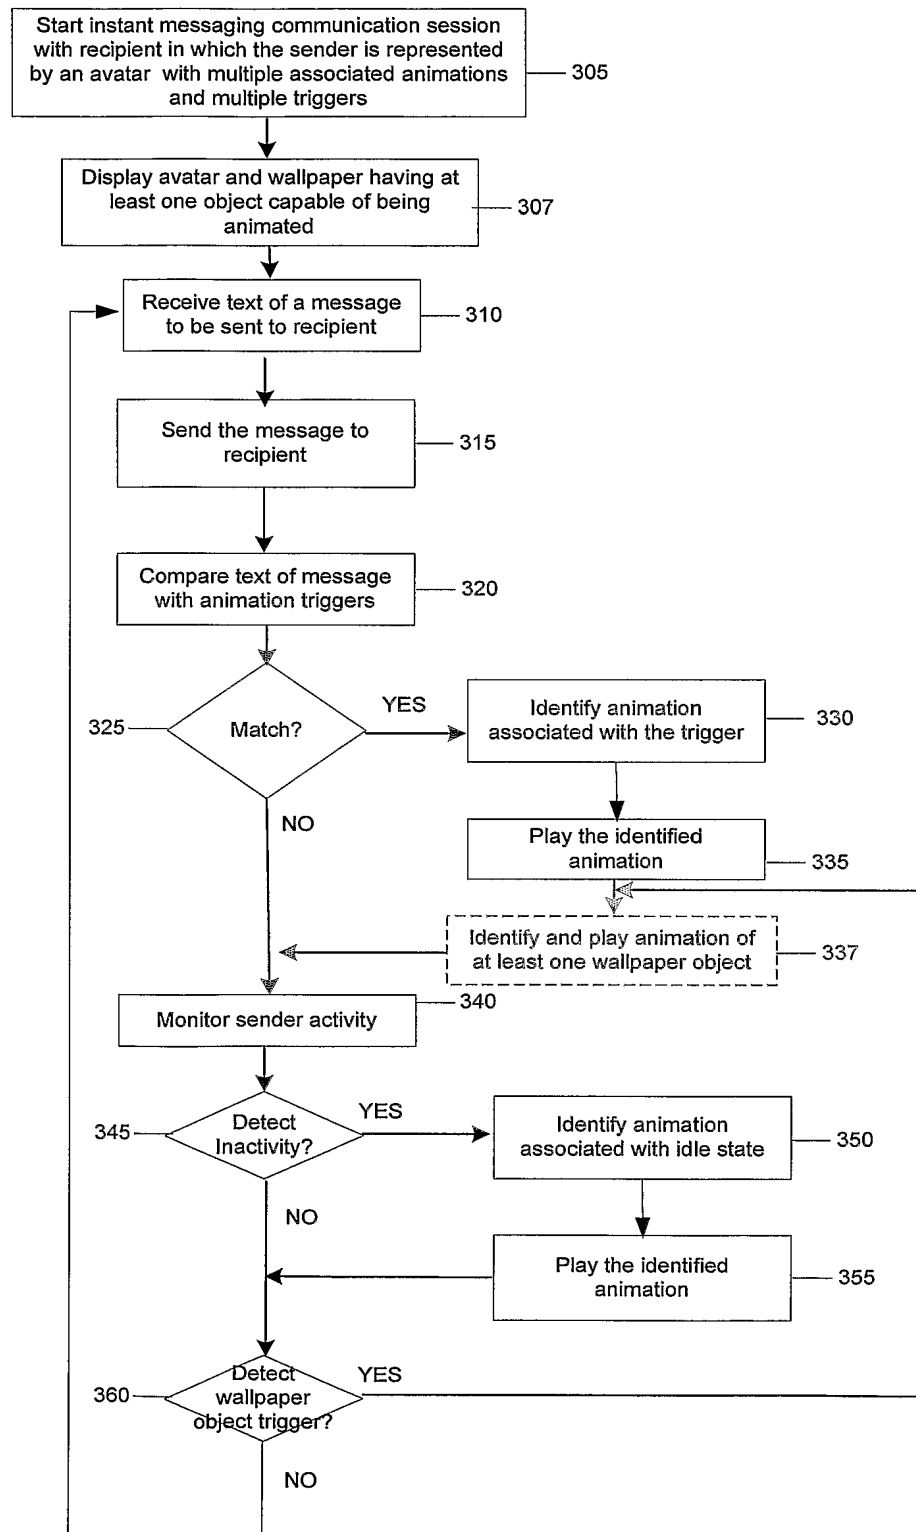 Start instant messaging communication session
with recipient in which the sender is represented
by an avatar with multiple associated animations
and multiple triggers
305
Display avatar and wallpaper having at
least one object capable of being
animated
307
Receive text of a message
to be sent to recipient
310
Send the message to
recipient
315
Compare text of message
with animation triggers
320
325
Match?
YES
Identify animation
associated with the trigger
330
NO
Play the identified
animation
335
Identify and play animation of
at least one wallpaper object
337
340
Monitor sender activity
345
Detect
Inactivity?
YES
Identify animation
associated with idle state
350
NO
Play the identified
animation
355
360
Detect
wallpaper
object trigger?
YES
NO